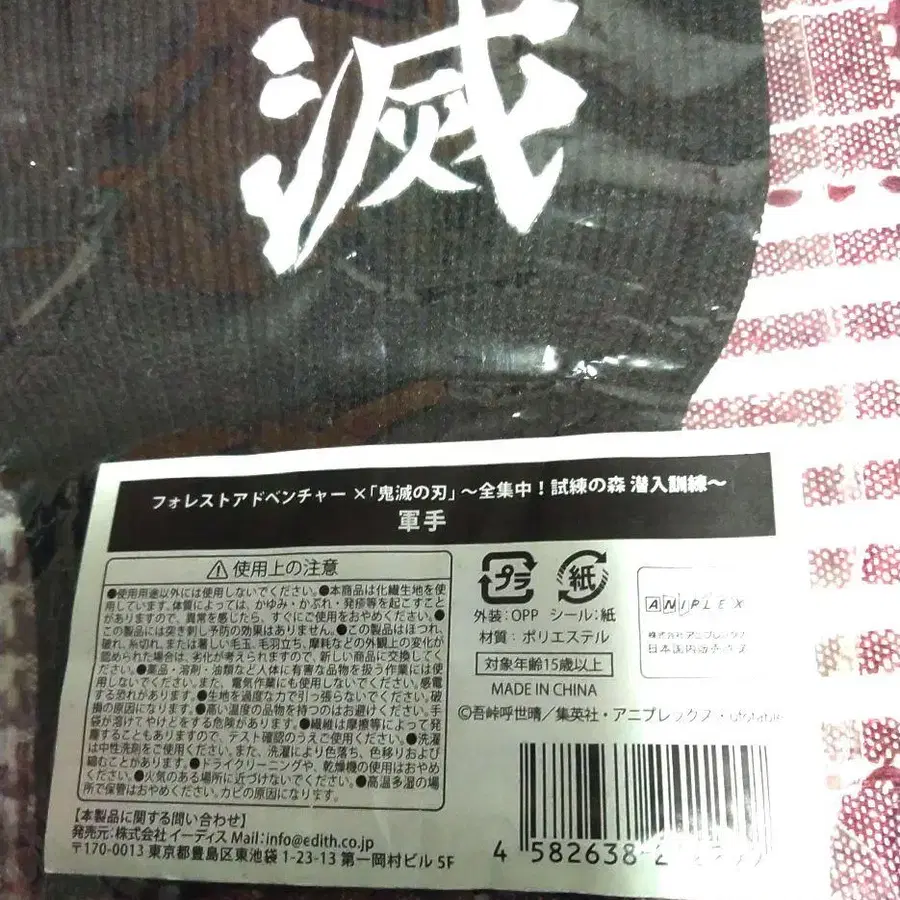 滅
フォレストアドベンチャー ×「鬼滅の刃」～全集中！試練の森 潜入訓練～
軍手
⚠使用上の注意
●使用用途以外には使用しないでください。●本商品は化繊生地を使
用しています。体質によっては、かゆみ・かぶれ・発疹等を起こすこと
がありますので、異常を感じたら、すぐにご使用をおやめください。●
この製品には突き刺し予防の効果はありません。●この製品はほつれ、
破れ、糸切れ、または著しい毛玉、毛羽立ち、摩耗などの外観上の変化が
認められた場合は、劣化が考えられますので、新しい商品に交換してく
ださい。●薬品・溶剤・油類など人体に有害な品物を扱う作業には使
用しないでください。また、電気作業にも使用しないでください。感電
する恐れがあります。●生地を過度な力で引っ張らないでください。破
損の原因になります。●高い温度の品物を持つのはお避けください。手
袋が溶けてやけどをする危険があります。●繊維は摩擦等によって発
塵することもありますので、テスト確認のうえご使用ください。●洗濯
は中性洗剤をご使用ください。また、洗濯により色落ち、色移りおよび
縮むことがあります。●ドライクリーニングや、乾燥機の使用はおやめ
ください。●火気のある場所に近づけないでください。●高温多湿の場
所で保管はおやめください。カビの原因になります。
プラ
紙
外装：OPP シール：紙
材質：ポリエステル
対象年齢15歳以上
MADE IN CHINA
ANIPLEX
株式会社アニプレックス
日本国内
©吾峠呼世晴／集英社・アニプレックス・ufotable
【本製品に関する問い合わせ】
発売元：株式会社 イーディス Mail：info@edith.co.jp
〒170-0013 東京都豊島区東池袋 1-23-13 第一岡村ビル 5F
4 582638 2